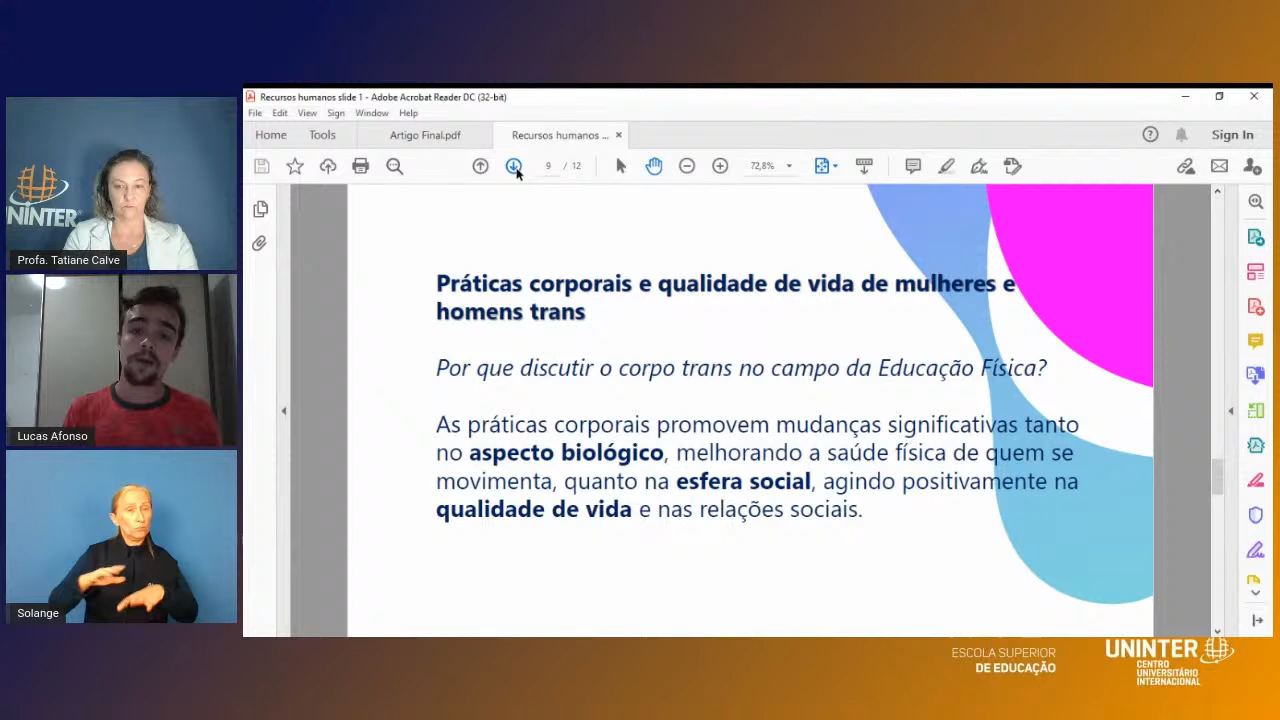 UNINTER
Profa. Tatiane Calve
Lucas Afonso
Solange
Recursos humanos slide 1 - Adobe Acrobat Reader DC (32-bit)
File Edit View Sign Window Help
Home Tools Artigo Final.pdf Recursos humanos ... × Sign In
9 / 12 72,8%
Práticas corporais e qualidade de vida de mulheres e
homens trans
Por que discutir o corpo trans no campo da Educação Física?
As práticas corporais promovem mudanças significativas tanto
no aspecto biológico, melhorando a saúde física de quem se
movimenta, quanto na esfera social, agindo positivamente na
qualidade de vida e nas relações sociais.
ESCOLA SUPERIOR
DE EDUCAÇÃO
UNINTER
CENTRO
UNIVERSITÁRIO
INTERNACIONAL